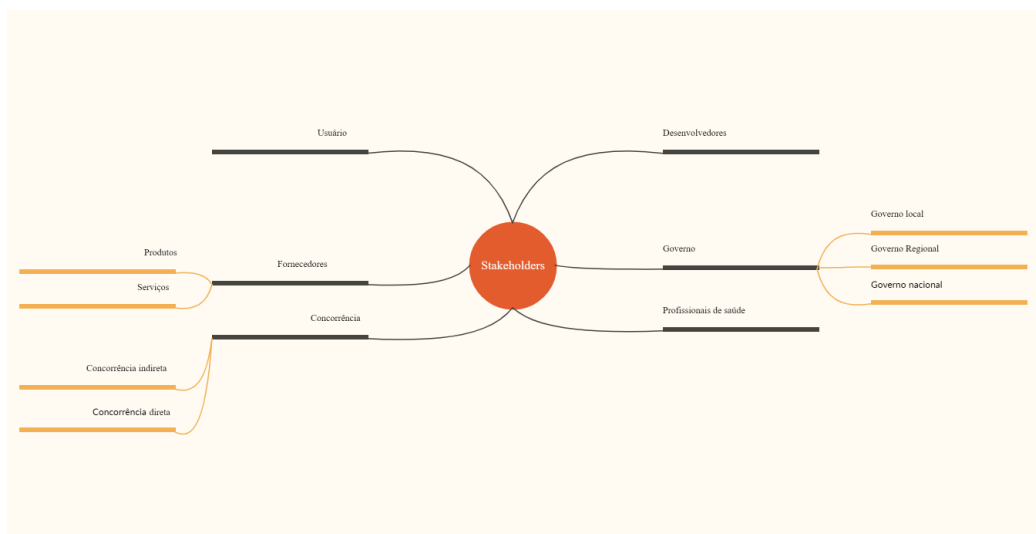 Usuário
Desenvolvedores
Governo local
Produtos
Fornecedores
Stakeholders
Governo
Governo Regional
Serviços
Governo nacional
Concorrência
Profissionais de saúde
Concorrência indireta
Concorrência direta